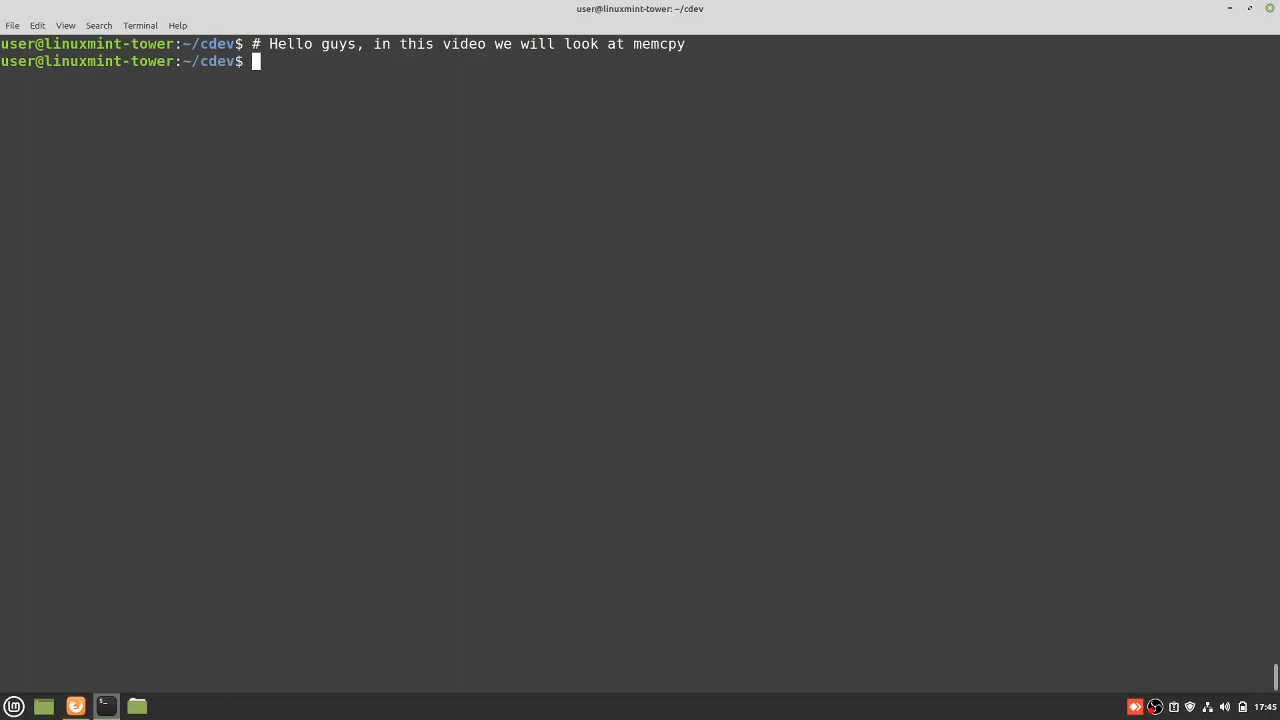 user@linuxmint-tower: ~/cdev
File Edit View Search Terminal Help
user@linuxmint-tower:~/cdev$ # Hello guys, in this video we will look at memcpy
user@linuxmint-tower:~/cdev$
17:45